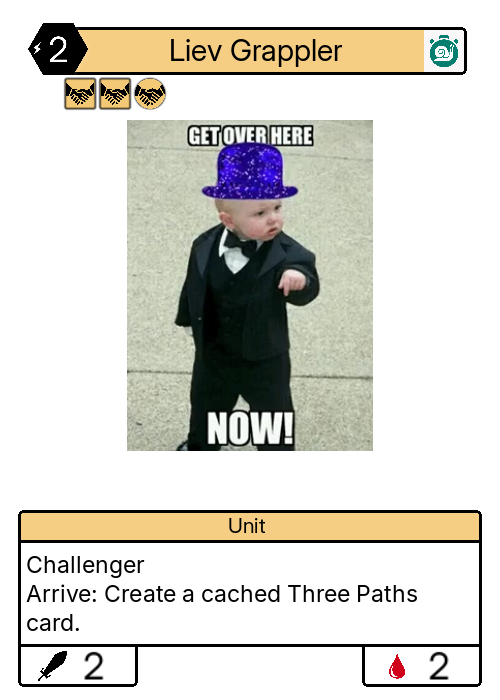 2
Liev Grappler
GET OVER HERE
NOW!
Unit
Challenger
Arrive: Create a cached Three Paths
card.
2
2